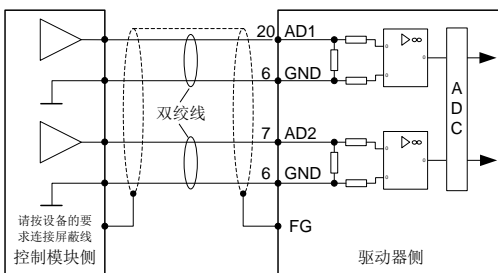 20 AD1
6 GND
双绞线
7 AD2
6 GND
FG
ADC
▷∞
▷∞
请按设备的要
求连接屏蔽线
控制模块侧
驱动器侧